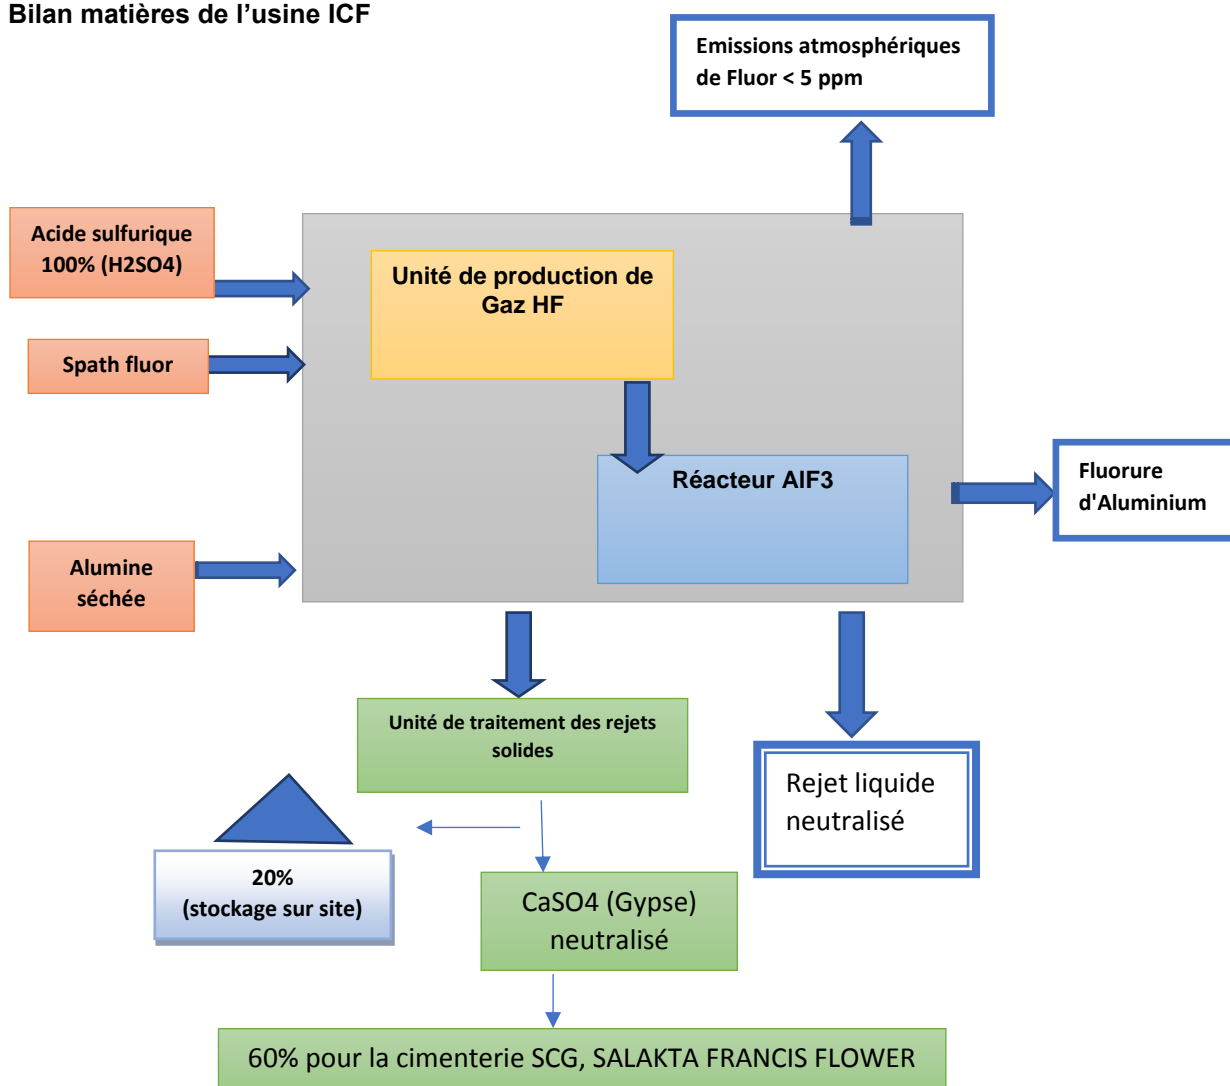 Bilan matières de l’usine ICF
Emissions atmosphériques
de Fluor < 5 ppm
Acide sulfurique
100% (H2SO4)
Unité de production de
Gaz HF
Spath fluor
Réacteur AlF3
Fluorure
d'Aluminium
Alumine
séchée
Unité de traitement des rejets
solides
Rejet liquide
neutralisé
20%
(stockage sur site)
CaSO4 (Gypse)
neutralisé
60% pour la cimenterie SCG, SALAKTA FRANCIS FLOWER